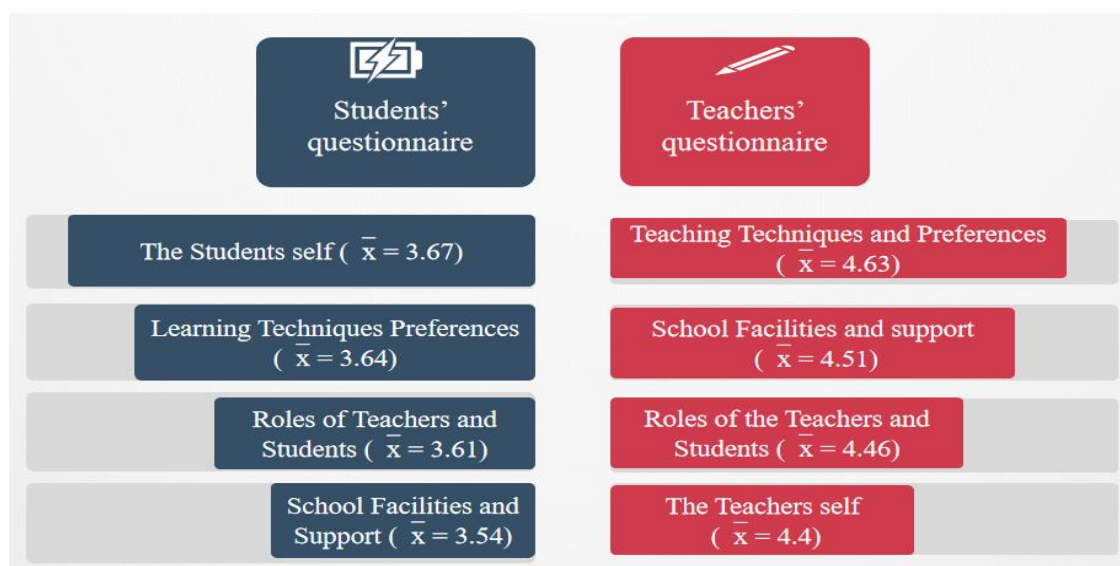 Students’
questionnaire
Teachers’
questionnaire
The Students self ( x̅ = 3.67)
Learning Techniques Preferences
( x̅ = 3.64)
Roles of Teachers and
Students ( x̅ = 3.61)
School Facilities and
Support ( x̅ = 3.54)
Teaching Techniques and Preferences
( x̅ = 4.63)
School Facilities and support
( x̅ = 4.51)
Roles of the Teachers and
Students ( x̅ = 4.46)
The Teachers self
( x̅ = 4.4)